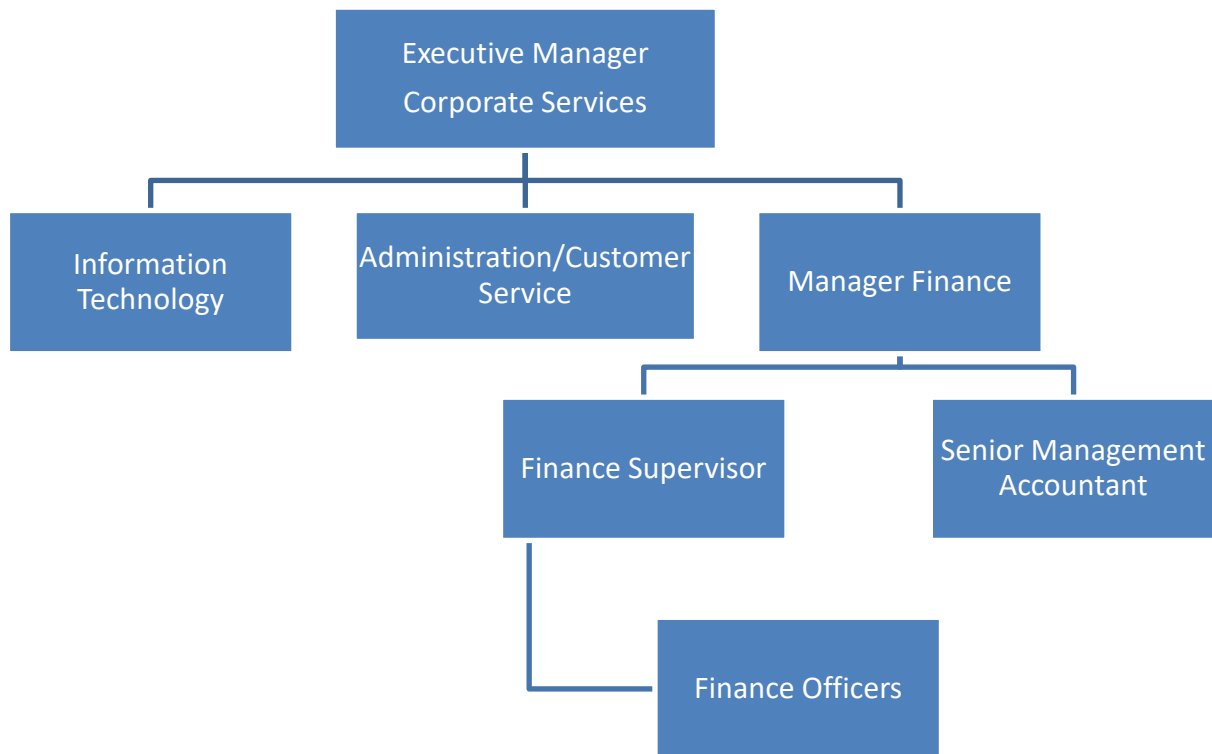 Executive Manager
Corporate Services
Information
Technology
Administration/Customer
Service
Manager Finance
Finance Supervisor
Senior Management
Accountant
Finance Officers